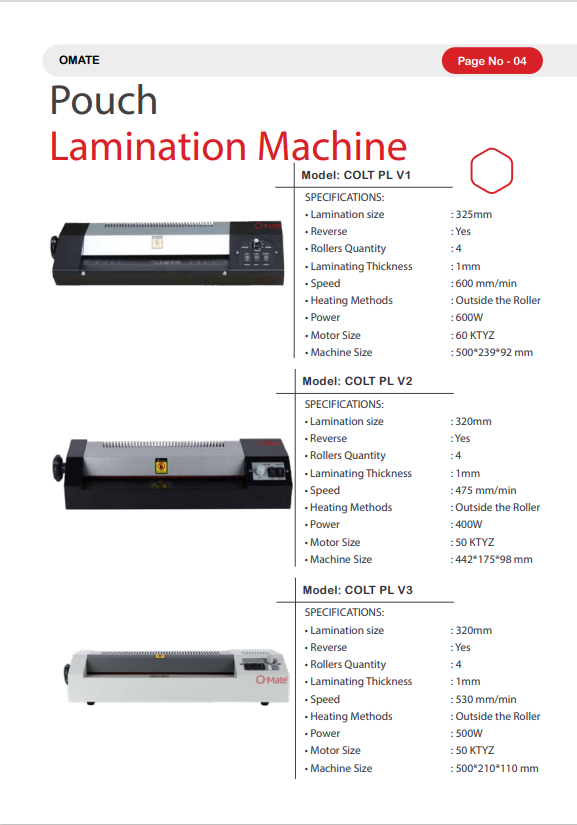 OMATE
Page No - 04
Pouch
Lamination Machine
Model: COLT PL V1
SPECIFICATIONS:
• Lamination size : 325mm
• Reverse : Yes
• Rollers Quantity : 4
• Laminating Thickness : 1mm
• Speed : 600 mm/min
• Heating Methods : Outside the Roller
• Power : 600W
• Motor Size : 60 KTYZ
• Machine Size : 500*239*92 mm
Model: COLT PL V2
SPECIFICATIONS:
• Lamination size : 320mm
• Reverse : Yes
• Rollers Quantity : 4
• Laminating Thickness : 1mm
• Speed : 475 mm/min
• Heating Methods : Outside the Roller
• Power : 400W
• Motor Size : 50 KTYZ
• Machine Size : 442*175*98 mm
Model: COLT PL V3
SPECIFICATIONS:
• Lamination size : 320mm
• Reverse : Yes
• Rollers Quantity : 4
• Laminating Thickness : 1mm
• Speed : 530 mm/min
• Heating Methods : Outside the Roller
• Power : 500W
• Motor Size : 50 KTYZ
• Machine Size : 500*210*110 mm
O-Mate